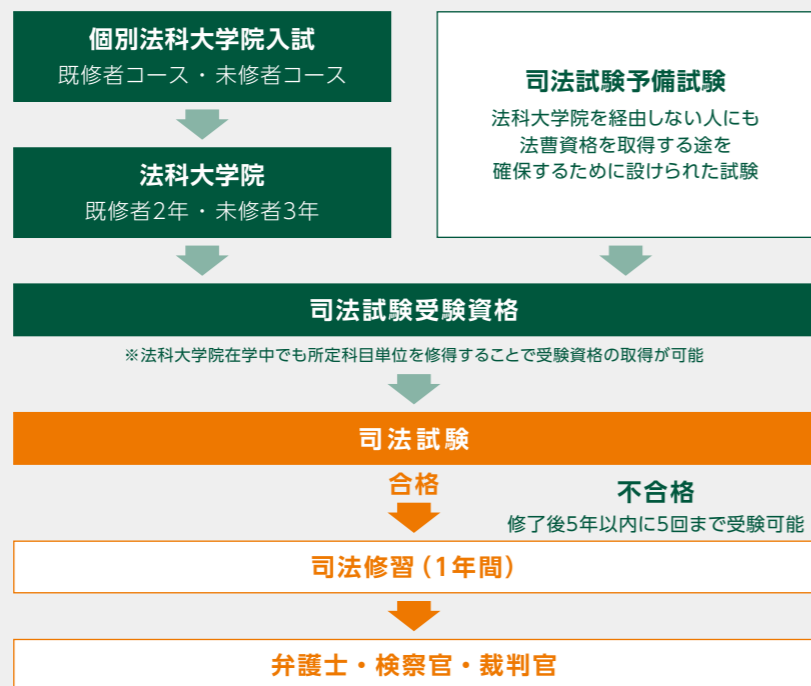 個別法科大学院入試
既修者コース・未修者コース
法科大学院
既修者2年・未修者3年
司法試験予備試験
法科大学院を経由しない人にも
法曹資格を取得する途を
確保するために設けられた試験
司法試験受験資格
※法科大学院在学中でも所定科目単位を修得することで受験資格の取得が可能
司法試験
合格
不合格
修了後5年以内に5回まで受験可能
司法修習（1年間）
弁護士・検察官・裁判官